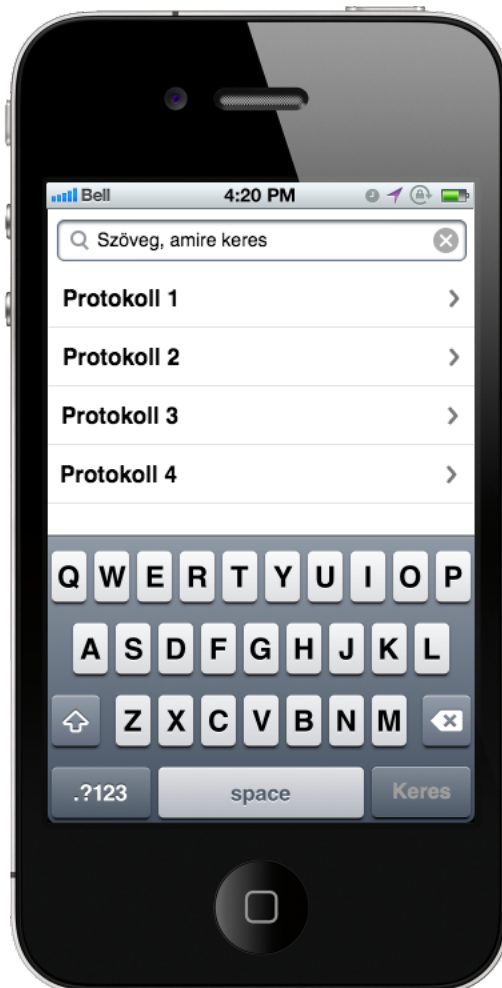 Bell 4:20 PM
Szöveg, amire keres
Protokoll 1
Protokoll 2
Protokoll 3
Protokoll 4
Q W E R T Y U I O P
A S D F G H J K L
Z X C V B N M
.?123 space Keres